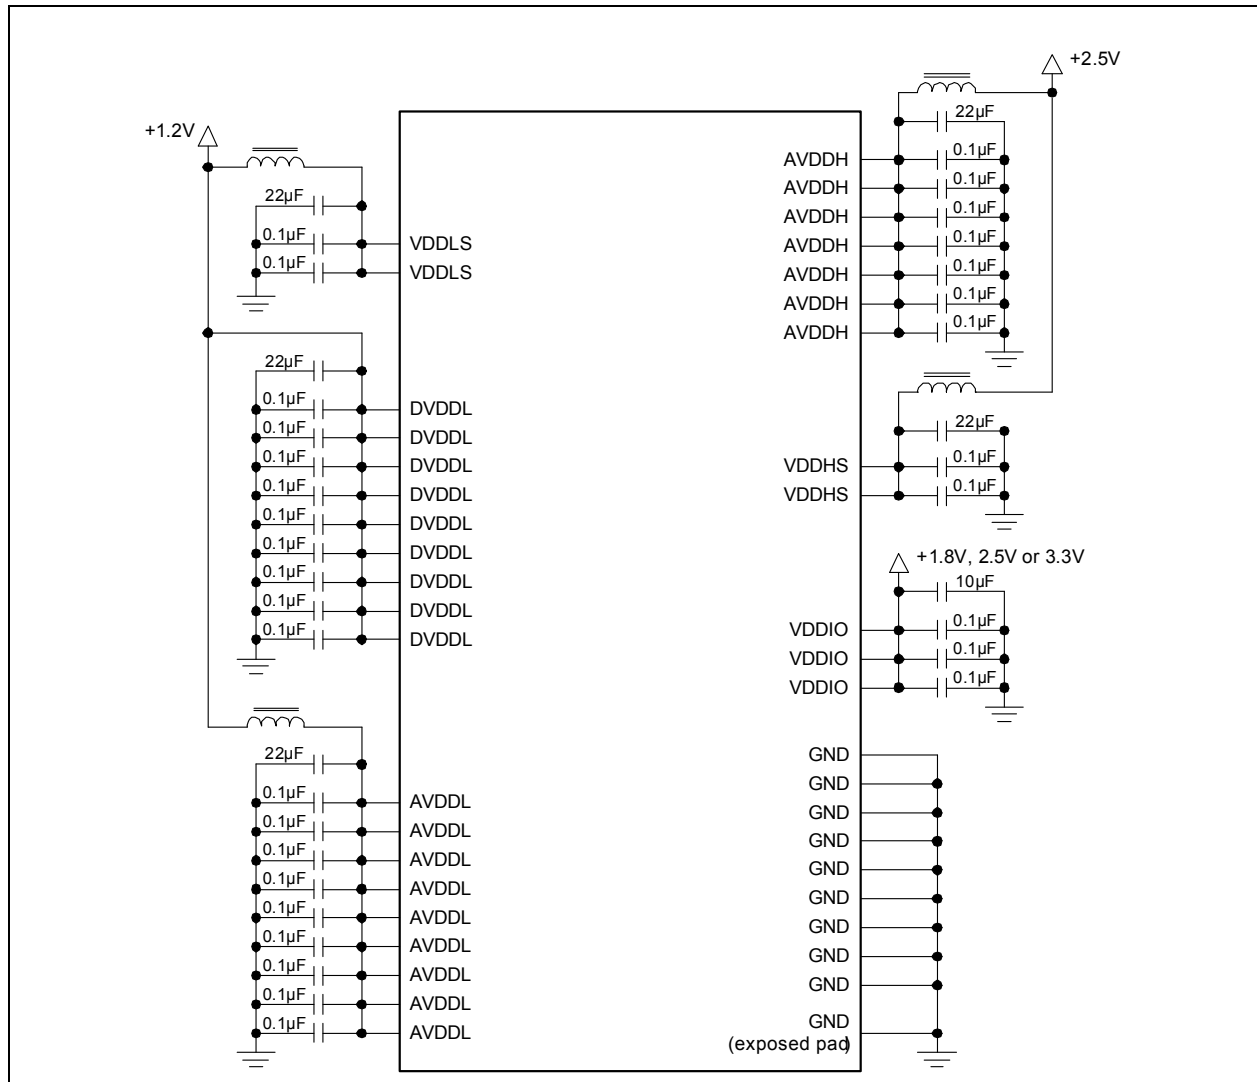 +1.2V
22µF
0.1µF
VDDLS
0.1µF
VDDLS
22µF
0.1µF
DVDDL
0.1µF
DVDDL
0.1µF
DVDDL
0.1µF
DVDDL
0.1µF
DVDDL
0.1µF
DVDDL
0.1µF
DVDDL
0.1µF
DVDDL
0.1µF
DVDDL
22µF
0.1µF
AVDDL
0.1µF
AVDDL
0.1µF
AVDDL
0.1µF
AVDDL
0.1µF
AVDDL
0.1µF
AVDDL
0.1µF
AVDDL
0.1µF
AVDDL
0.1µF
AVDDL
+2.5V
22µF
AVDDH
0.1µF
AVDDH
0.1µF
AVDDH
0.1µF
AVDDH
0.1µF
AVDDH
0.1µF
AVDDH
0.1µF
AVDDH
0.1µF
22µF
VDDHS
0.1µF
VDDHS
0.1µF
+1.8V, 2.5V or 3.3V
10µF
VDDIO
0.1µF
VDDIO
0.1µF
VDDIO
0.1µF
GND
GND
GND
GND
GND
GND
GND
GND
GND
GND
(exposed pad)